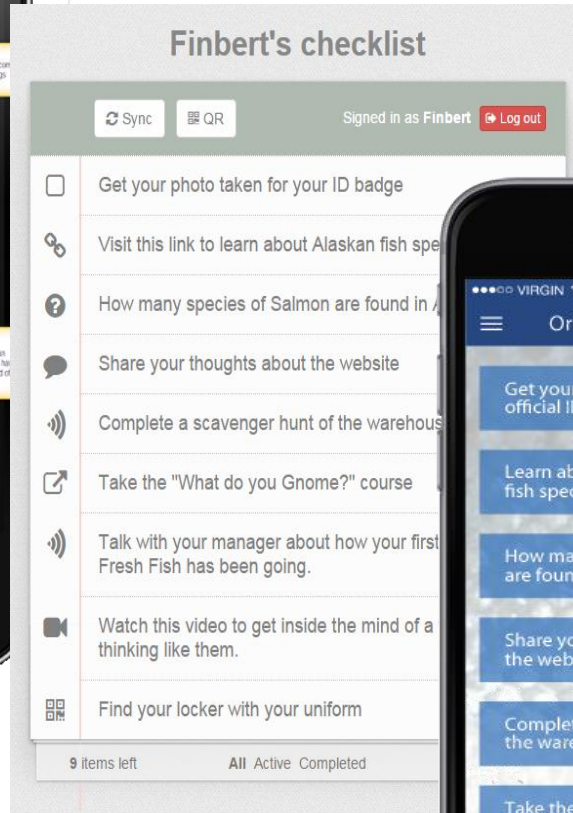 Finbert's checklist
Sync QR Signed in as Finbert Log out
Get your photo taken for your ID badge
Visit this link to learn about Alaskan fish spe
How many species of Salmon are found in
Share your thoughts about the website
Complete a scavenger hunt of the warehous
Take the "What do you Gnome?" course
Talk with your manager about how your first
Fresh Fish has been going.
Watch this video to get inside the mind of a
thinking like them.
Find your locker with your uniform
9 items left All Active Completed
VIRGIN
Or
Get your
official
Learn ab
fish spec
How ma
are foun
Share yo
the web
Complet
the ware
Take the